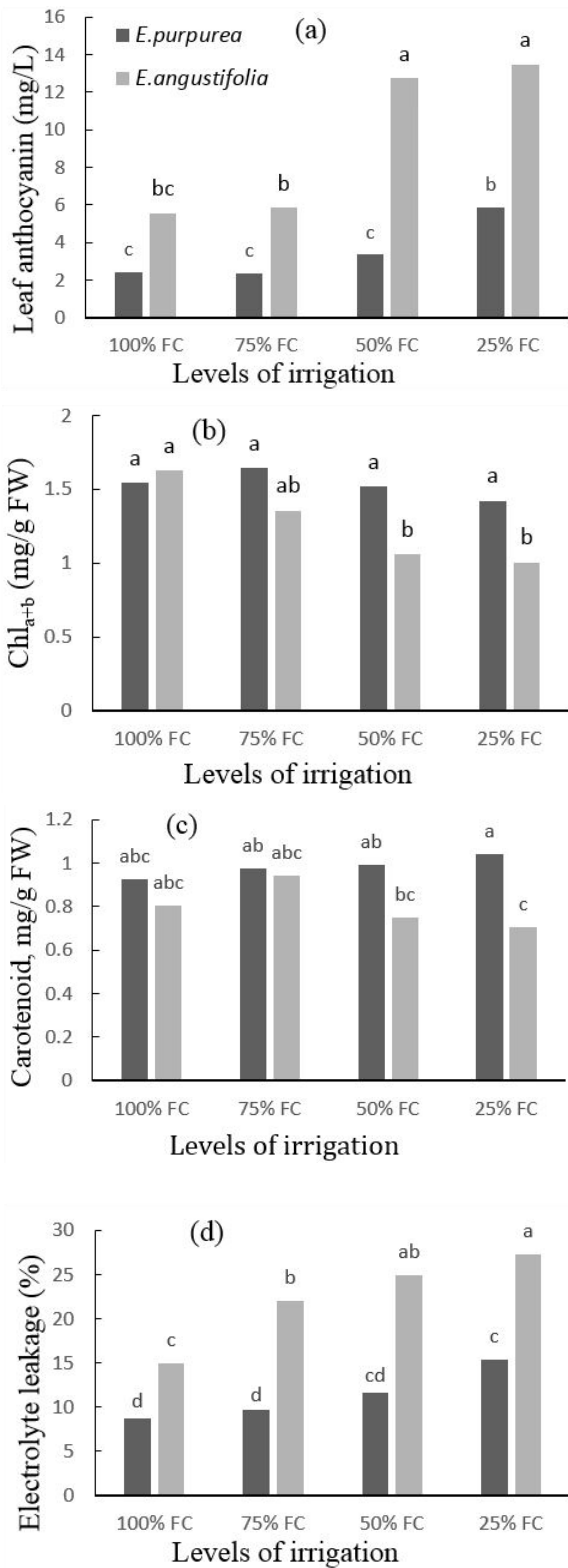 (a)
E.purpurea
E.angustifolia
Leaf anthocyanin (mg/L)
16
14
12
10
8
6
4
2
0
c bc c b c a b a
100% FC 75% FC 50% FC 25% FC
Levels of irrigation
(b)
Chla+b (mg/g FW)
2
1.5
1
0.5
0
a a a ab a b a b
100% FC 75% FC 50% FC 25% FC
Levels of irrigation
(c)
Carotenoid, mg/g FW)
1.2
1
0.8
0.6
0.4
0.2
0
abc abc ab abc ab bc a c
100% FC 75% FC 50% FC 25% FC
Levels of irrigation
(d)
Electrolyte leakage (%)
30
25
20
15
10
5
0
d c d b cd ab c a
100% FC 75% FC 50% FC 25% FC
Levels of irrigation